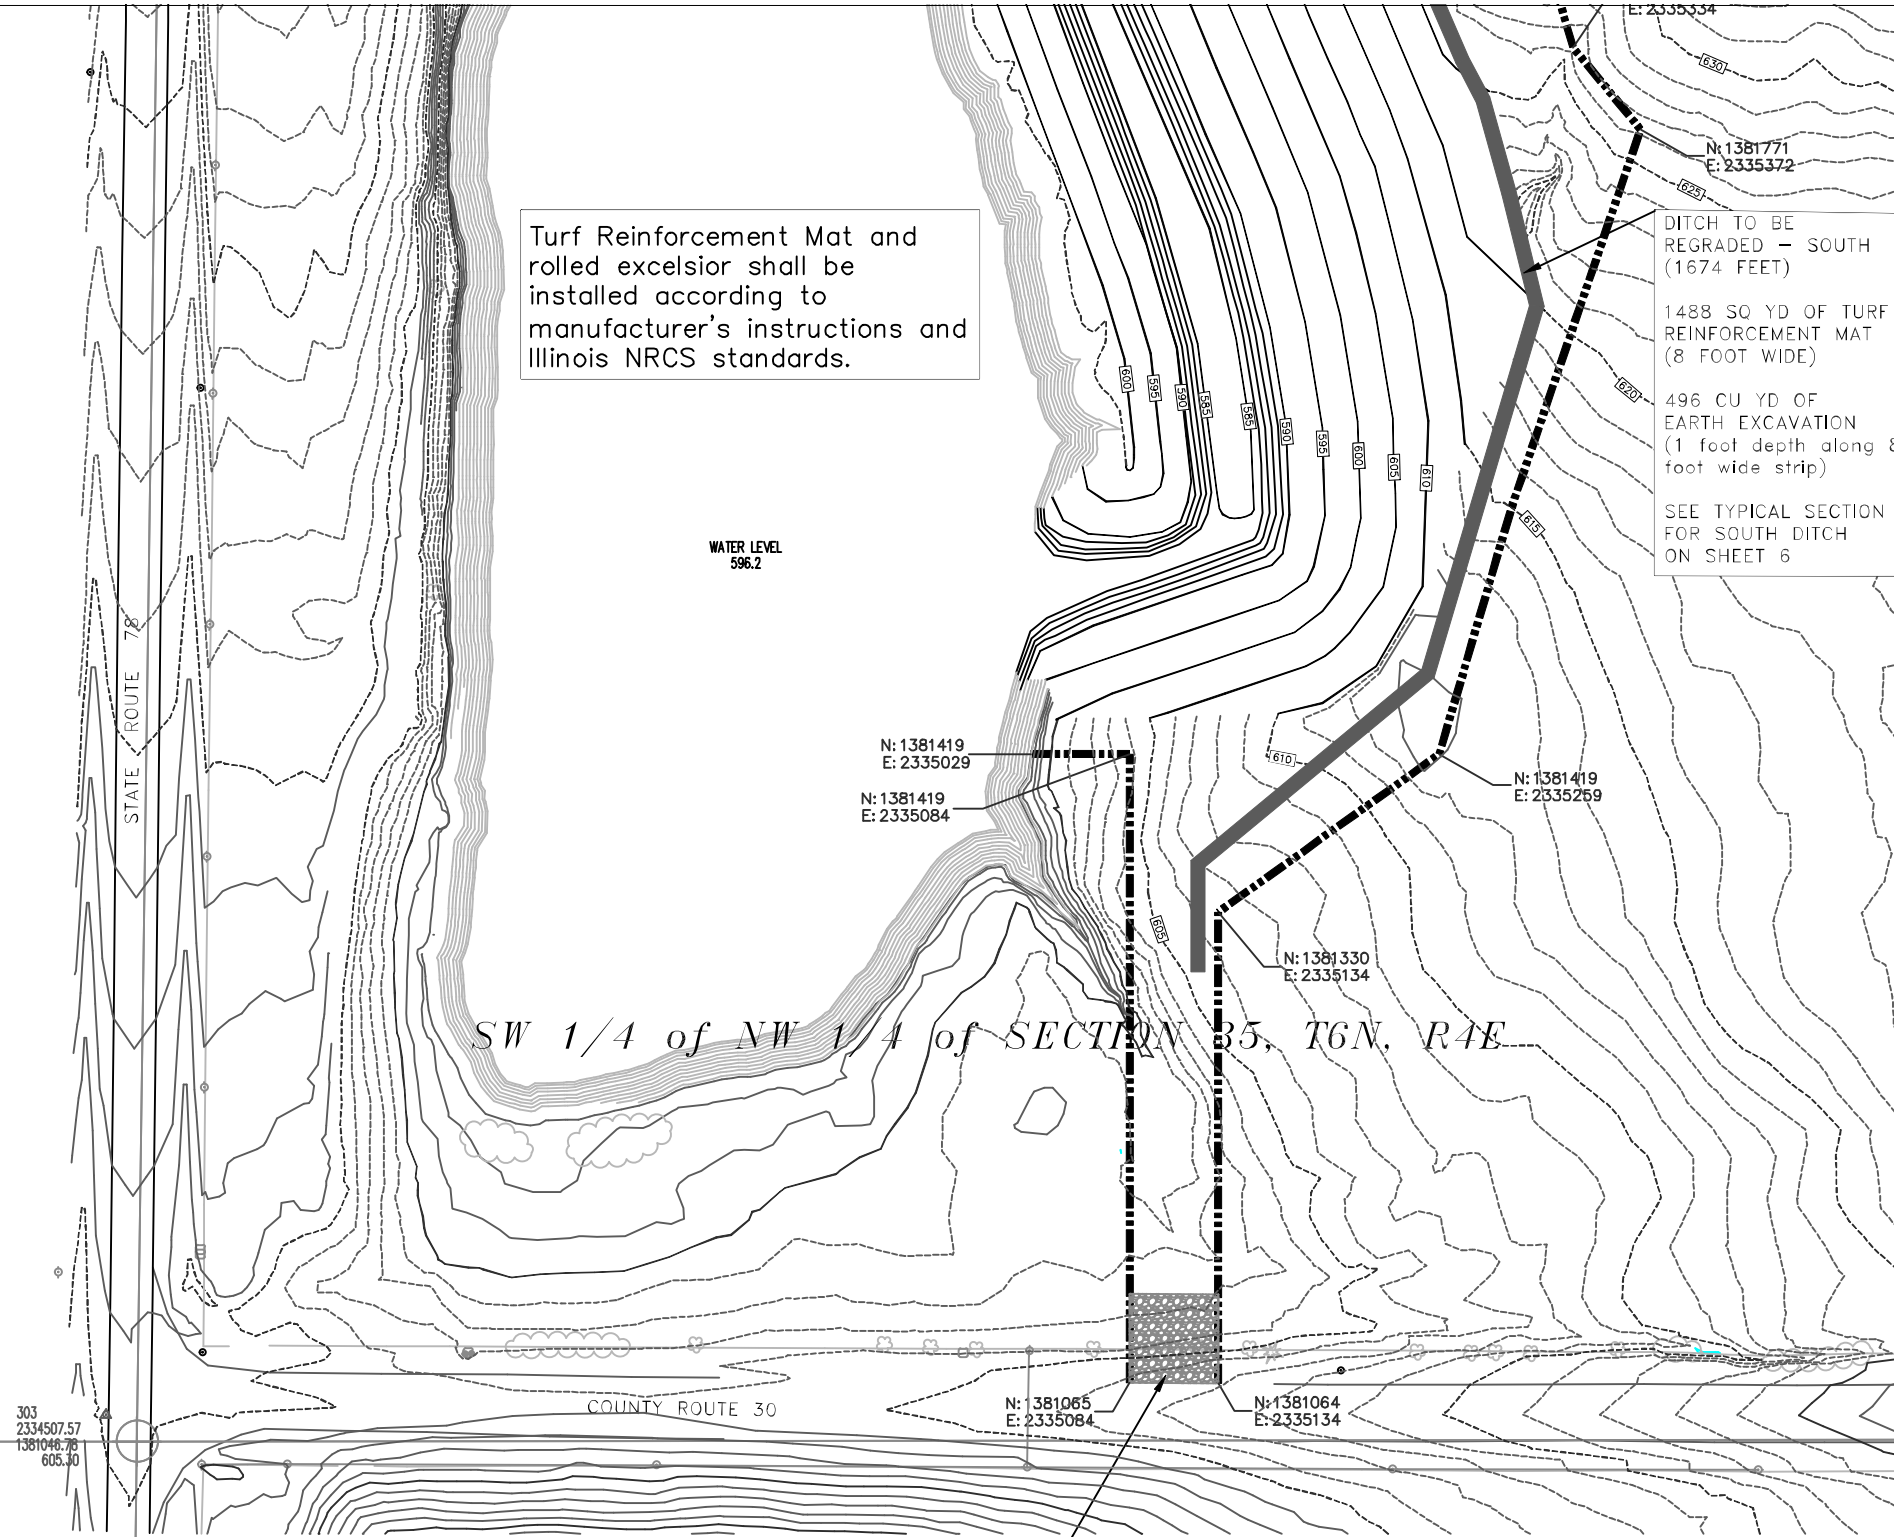 E: 2335334
630
N: 1381771
E: 2335372
625
Turf Reinforcement Mat and
rolled excelsior shall be
installed according to
manufacturer's instructions and
Illinois NRCS standards.
DITCH TO BE
REGRADED – SOUTH
(1674 FEET)
1488 SQ YD OF TURF
REINFORCEMENT MAT
(8 FOOT WIDE)
496 CU YD OF
EARTH EXCAVATION
(1 foot depth along 8
foot wide strip)
SEE TYPICAL SECTION
FOR SOUTH DITCH
ON SHEET 6
600
595
590
585
585
590
595
600
605
610
620
615
WATER LEVEL
596.2
STATE ROUTE 78
N: 1381419
E: 2335029
N: 1381419
E: 2335084
610
N: 1381419
E: 2335259
605
N: 1381330
E: 2335134
SW 1/4 of NW 1/4 of SECTION 35, T6N, R4E
COUNTY ROUTE 30
N: 1381065
E: 2335084
N: 1381064
E: 2335134
303
2334507.57
1381046.78
605.30